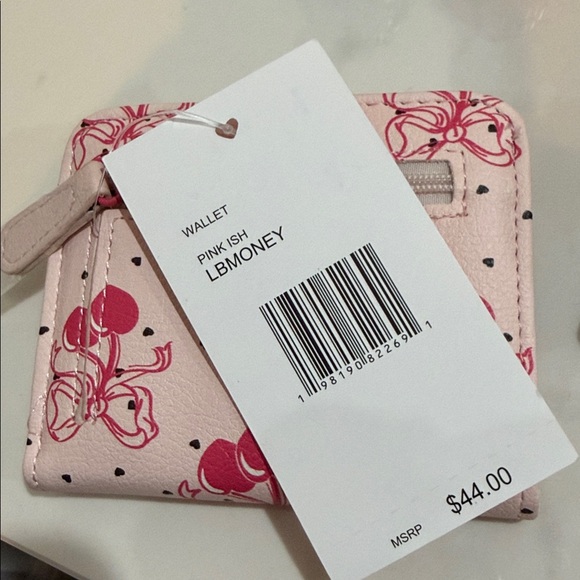 WALLET
PINK ISH
LBMONEY
1 98190 82269 1
MSRP $44.00